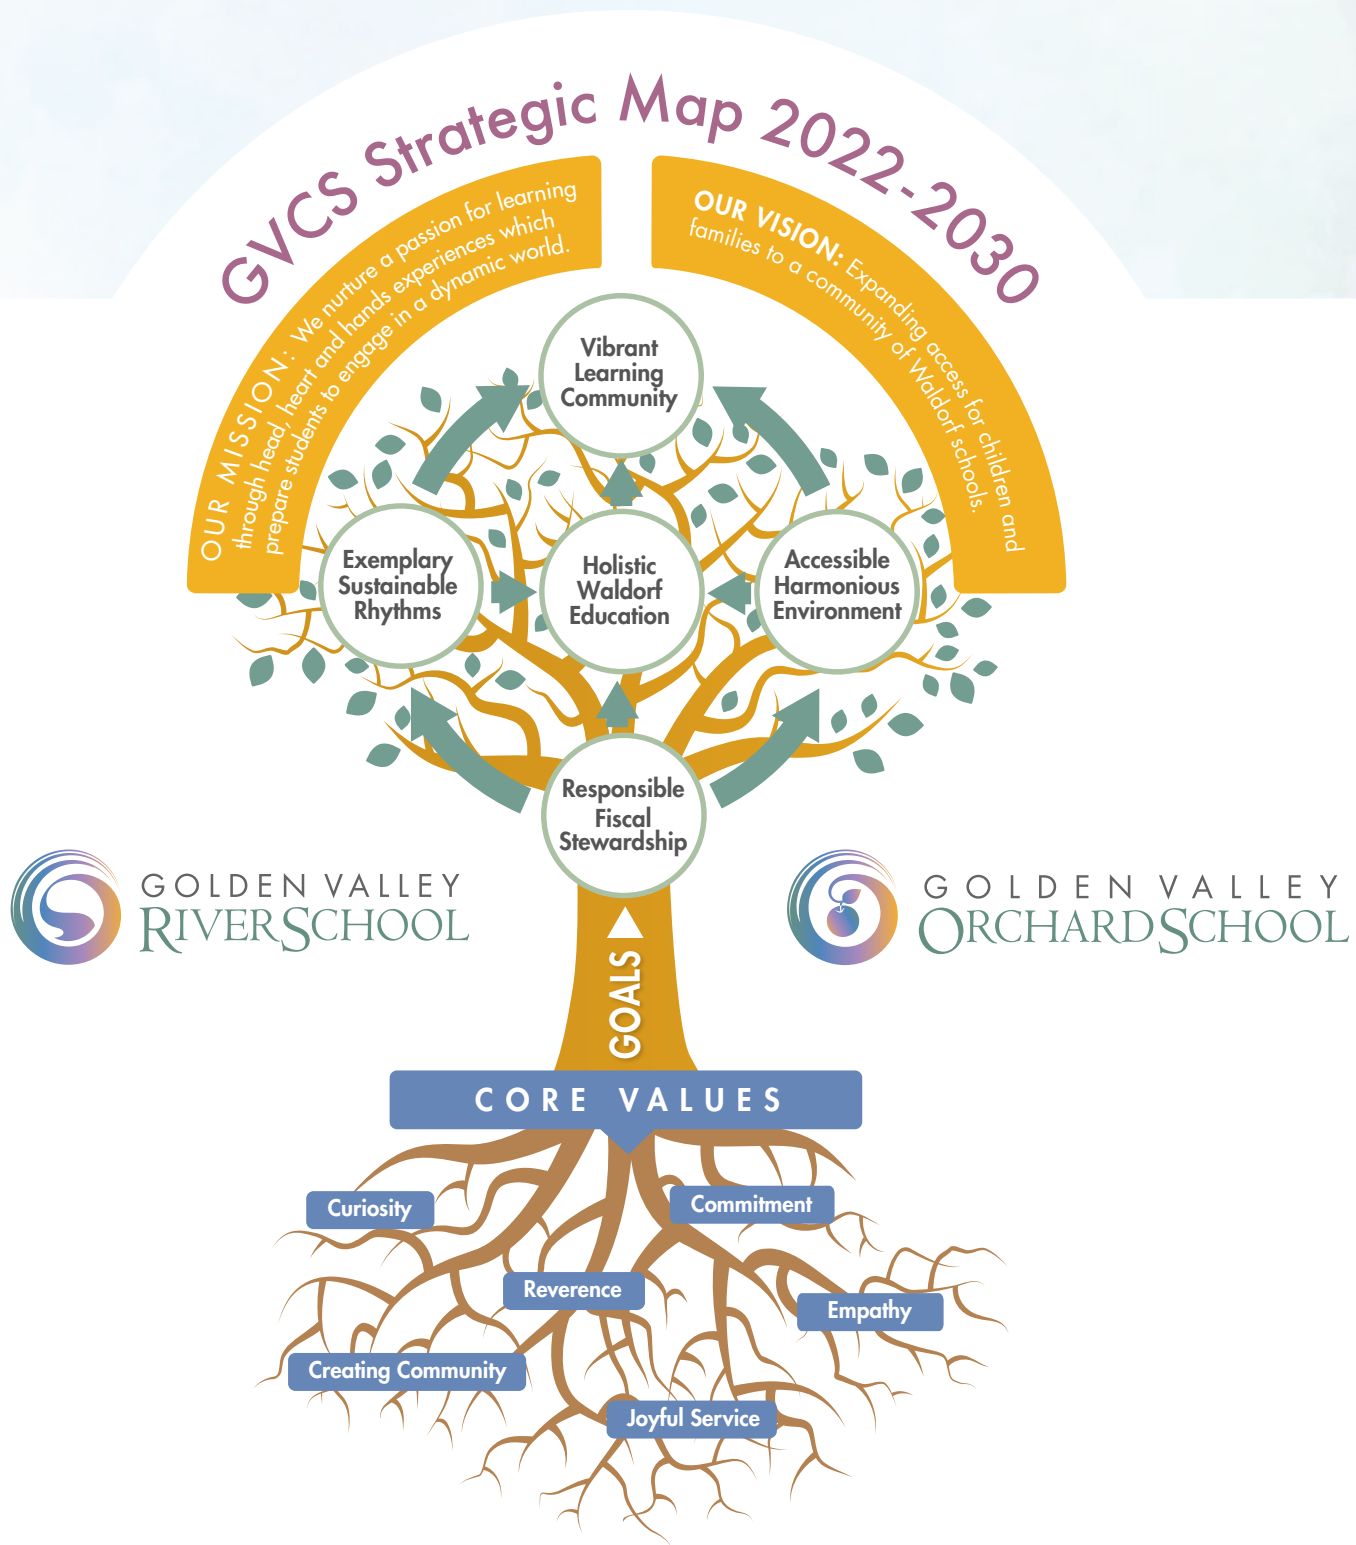 GVCS Strategic Map 2022-2030
OUR MISSION: We nurture a passion for learning
through head, heart and hands experiences which
prepare students to engage in a dynamic world.
OUR VISION: Expanding access for children and
families to a community of Waldorf schools.
Vibrant
Learning
Community
Exemplary
Sustainable
Rhythms
Holistic
Waldorf
Education
Accessible
Harmonious
Environment
Responsible
Fiscal
Stewardship
GOLDEN VALLEY
RIVERSCHOOL
GOLDEN VALLEY
ORCHARDSCHOOL
GOALS
CORE VALUES
Curiosity
Commitment
Reverence
Empathy
Creating Community
Joyful Service